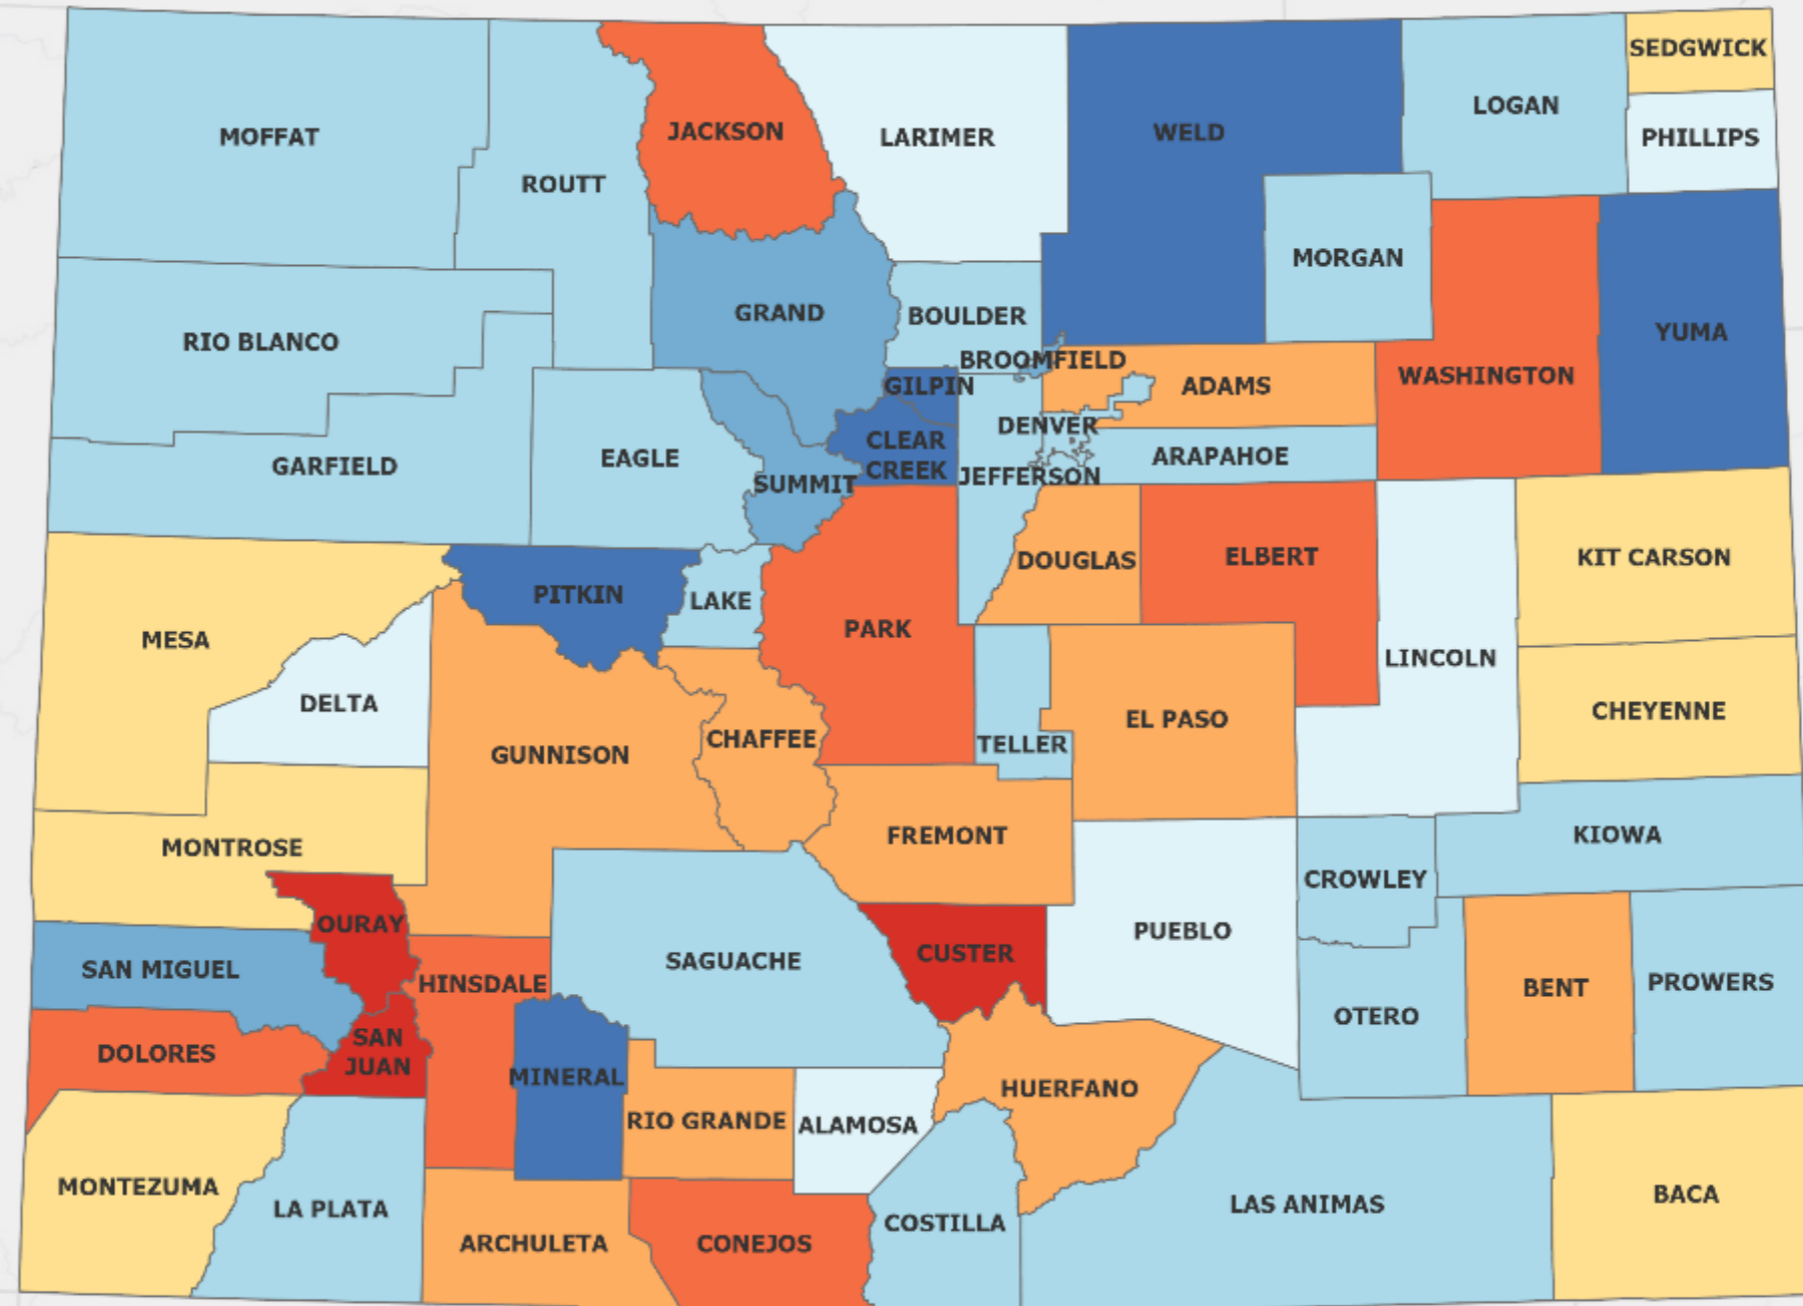 SEDGWICK
LOGAN
MOFFAT
JACKSON
LARIMER
WELD
PHILLIPS
ROUTT
MORGAN
GRAND
BOULDER
YUMA
RIO BLANCO
BROOMFIELD
GILPIN
ADAMS
WASHINGTON
DENVER
CLEAR
CREEK
GARFIELD
EAGLE
ARAPAHOE
SUMMIT
JEFFERSON
DOUGLAS
ELBERT
KIT CARSON
PITKIN
LAKE
PARK
MESA
LINCOLN
DELTA
CHEYENNE
EL PASO
CHAFFEE
TELLER
GUNNISON
FREMONT
KIOWA
MONTROSE
CROWLEY
OURAY
PUEBLO
CUSTER
SAGUACHE
SAN MIGUEL
HINSDALE
PROWERS
BENT
OTERO
SAN
JUAN
DOLORES
MINERAL
HUERFANO
RIO GRANDE
ALAMOSA
MONTEZUMA
BACA
LAS ANIMAS
LA PLATA
COSTILLA
ARCHULETA
CONEJOS